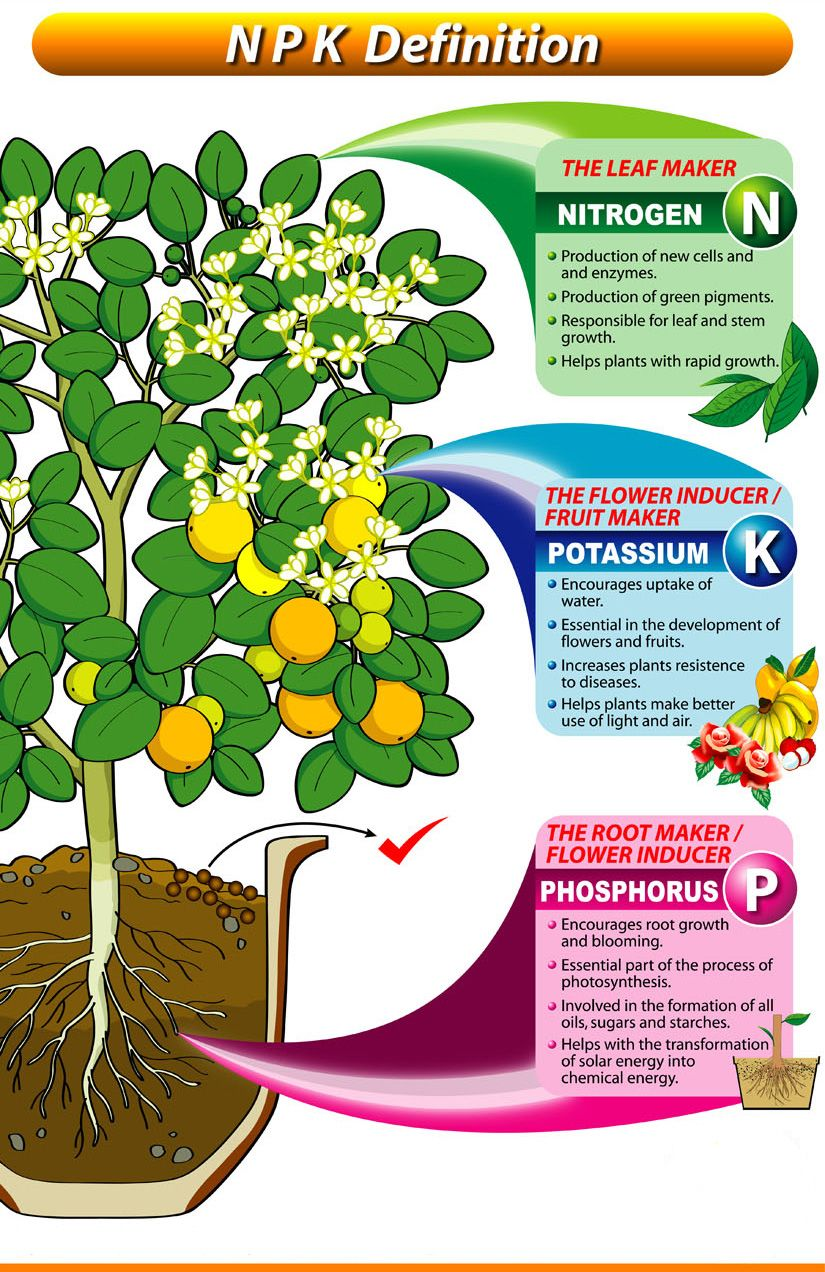 N P K Definition
THE LEAF MAKER
NITROGEN N
Production of new cells and
and enzymes.
Production of green pigments.
Responsible for leaf and stem
growth.
Helps plants with rapid growth.
THE FLOWER INDUCER /
FRUIT MAKER
POTASSIUM K
Encourages uptake of
water.
Essential in the development of
flowers and fruits.
Increases plants resistence
to diseases.
Helps plants make better
use of light and air.
THE ROOT MAKER /
FLOWER INDUCER
PHOSPHORUS P
Encourages root growth
and blooming.
Essential part of the process of
photosynthesis.
Involved in the formation of all
oils, sugars and starches.
Helps with the transformation
of solar energy into
chemical energy.